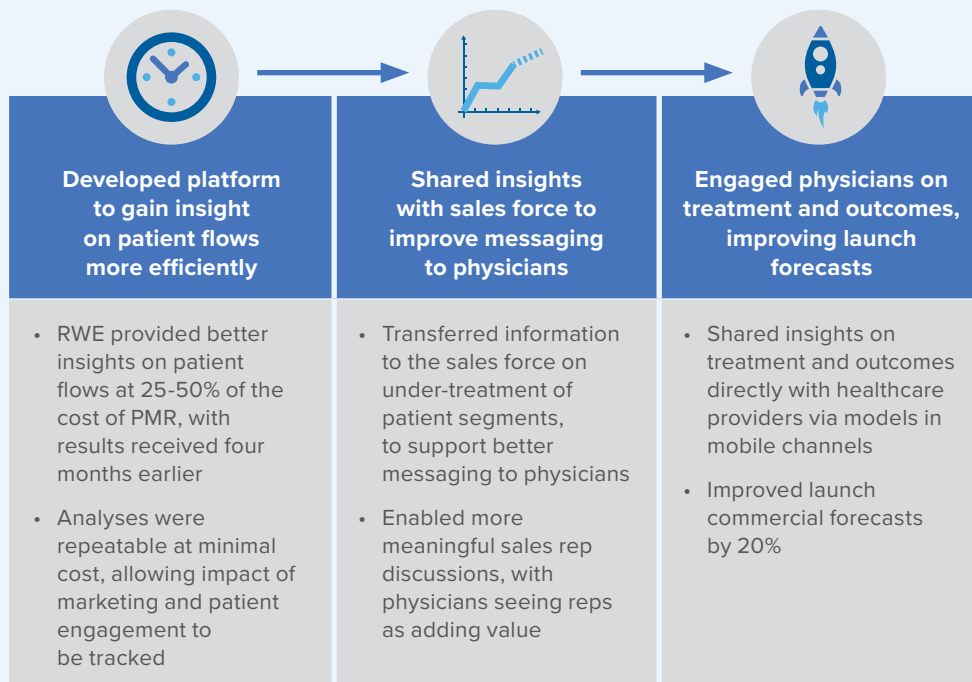 Developed platform
to gain insight
on patient flows
more efficiently
• RWE provided better
insights on patient
flows at 25-50% of the
cost of PMR, with
results received four
months earlier
• Analyses were
repeatable at minimal
cost, allowing impact of
marketing and patient
engagement to
be tracked
Shared insights
with sales force to
improve messaging
to physicians
• Transferred information
to the sales force on
under-treatment of
patient segments,
to support better
messaging to physicians
• Enabled more
meaningful sales rep
discussions, with
physicians seeing reps
as adding value
Engaged physicians on
treatment and outcomes,
improving launch
forecasts
• Shared insights on
treatment and outcomes
directly with healthcare
providers via models in
mobile channels
• Improved launch
commercial forecasts
by 20%